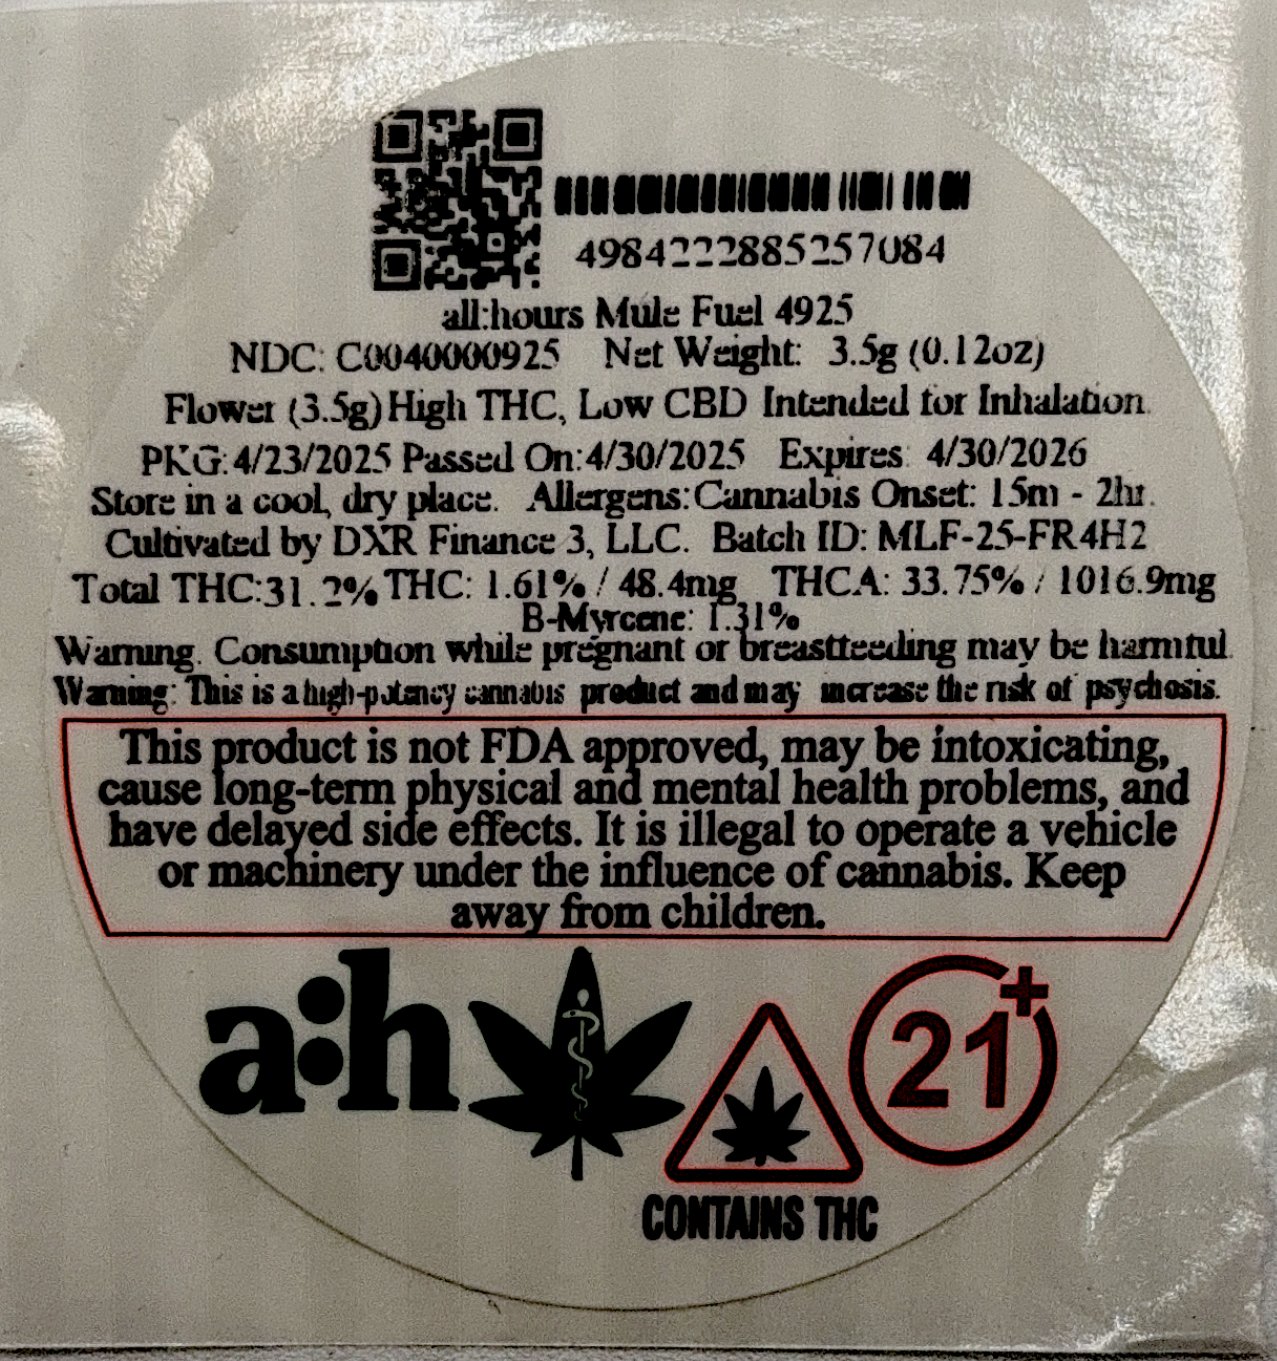 4984222885257084
all:hours Mule Fuel 4925
NDC: C0040000925 Net Weight: 3.5g (0.12oz)
Flower (3.5g) High THC, Low CBD Intended for Inhalation.
PKG:4/23/2025 Passed On:4/30/2025 Expires: 4/30/2026
Store in a cool, dry place. Allergens:Cannabis Onset: 15m - 2hr.
Cultivated by DXR Finance 3, LLC. Batch ID: MLF-25-FR4H2
Total THC:31.2% THC: 1.61% / 48.4mg THCA: 33.75% / 1016.9mg
B-Myrcene: 1.31%
Warning. Consumption while pregnant or breastfeeding may be harmful.
Warning: This is a high-potency cannabis product and may increase the risk of psychosis.
This product is not FDA approved, may be intoxicating,
cause long-term physical and mental health problems, and
have delayed side effects. It is illegal to operate a vehicle
or machinery under the influence of cannabis. Keep
away from children.
a:h
21+
CONTAINS THC